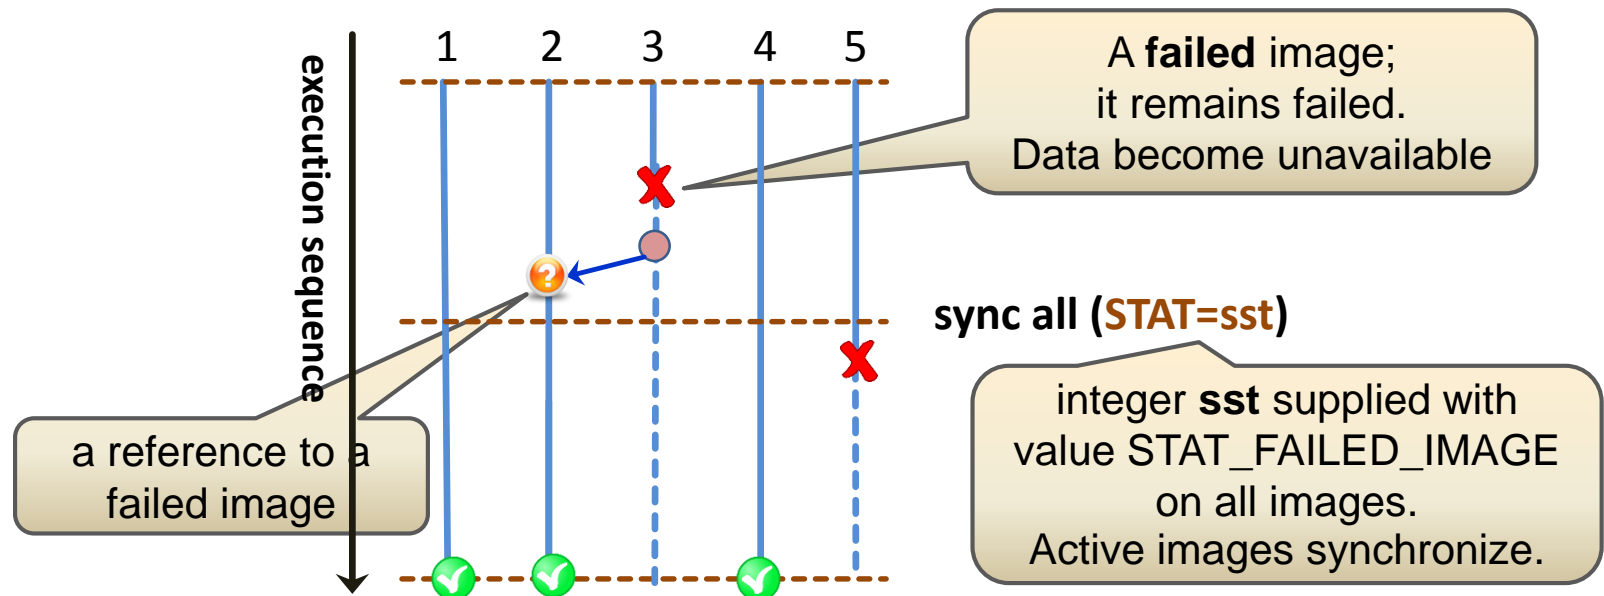 1 2 3 4 5
execution sequence
A failed image;
it remains failed.
Data become unavailable
?
sync all (STAT=sst)
a reference to a
failed image
integer sst supplied with
value STAT_FAILED_IMAGE
on all images.
Active images synchronize.